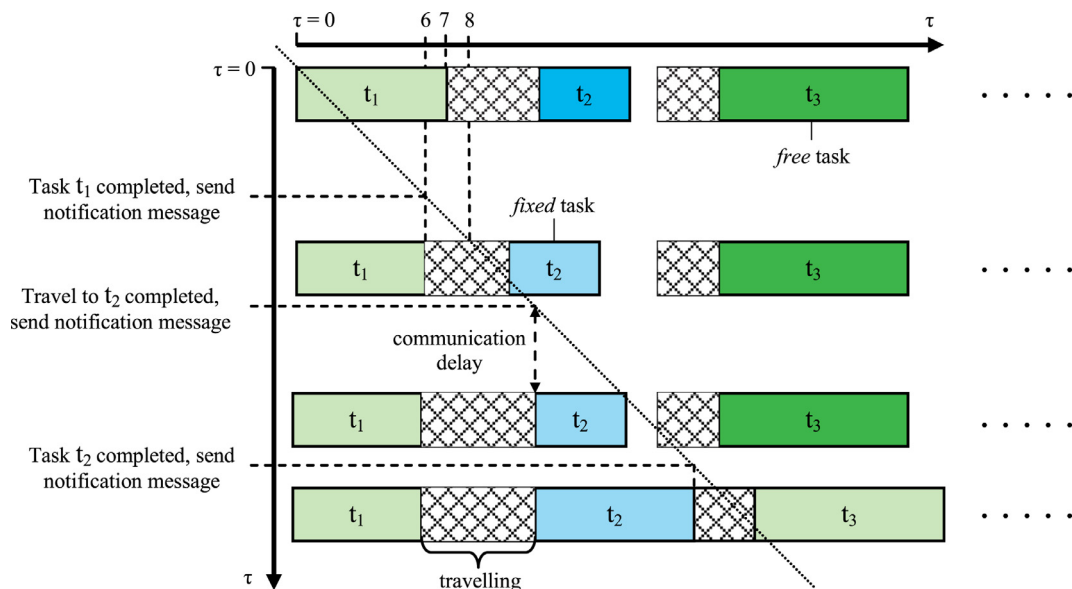 τ = 0 6 7 8 τ
τ = 0
t1 t2 t3 . . . . .
free task
Task t1 completed, send
notification message
fixed task
t1 t2 t3 . . . . .
Travel to t2 completed,
send notification message
communication
delay
t1 t2 t3 . . . . .
Task t2 completed, send
notification message
t1 t2 t3 . . . . .
τ travelling